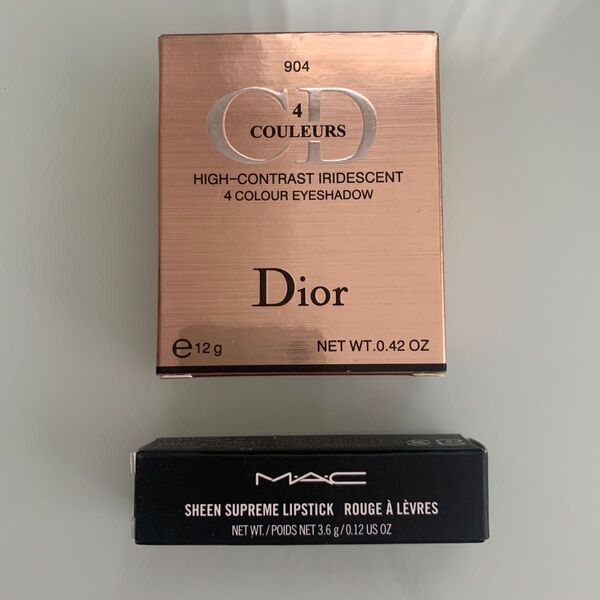 904
CD
4
COULEURS
HIGH-CONTRAST IRIDESCENT
4 COLOUR EYESHADOW
Dior
e 12 g NET WT. 0.42 OZ
M·A·C
SHEEN SUPREME LIPSTICK ROUGE À LÈVRES
NET WT. / POIDS NET 3.6 g / 0.12 US OZ